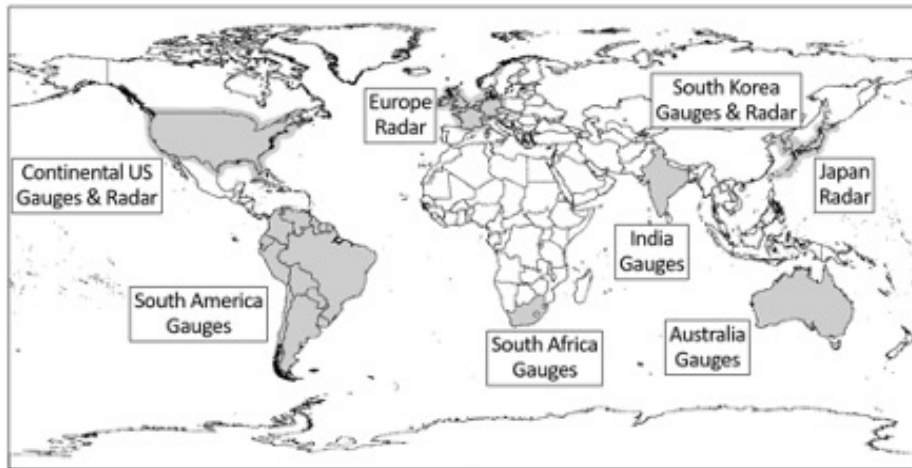 Europe
Radar
South Korea
Gauges & Radar
Continental US
Gauges & Radar
Japan
Radar
India
Gauges
South America
Gauges
South Africa
Gauges
Australia
Gauges